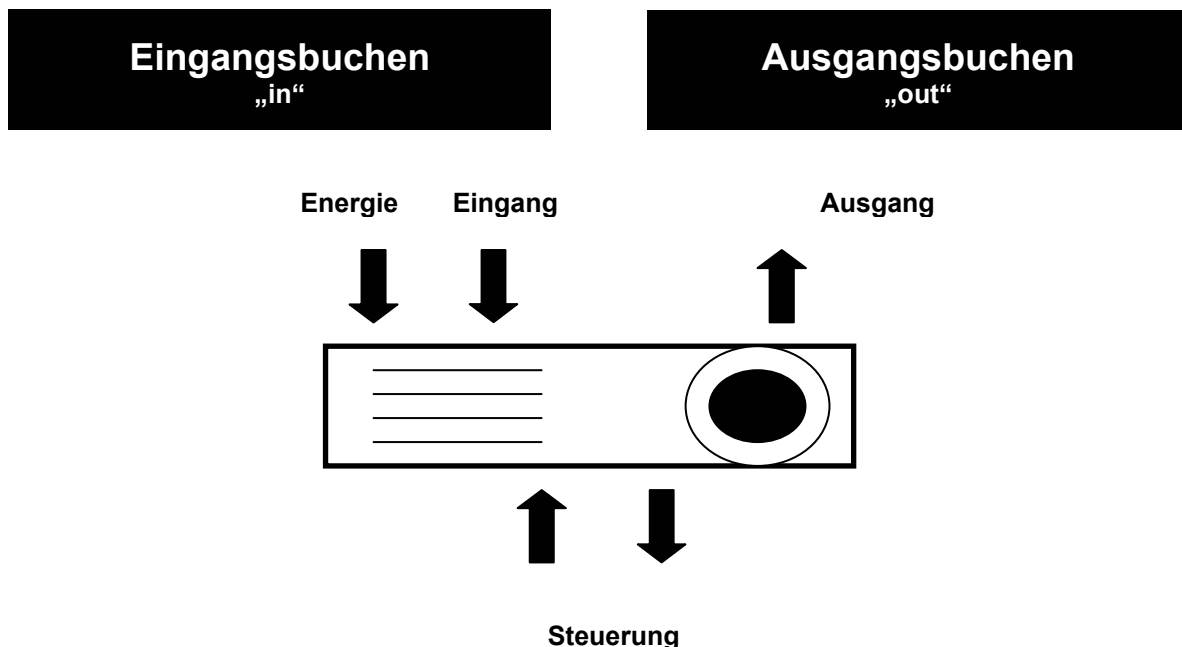 Eingangsbuchen
„in“
Ausgangsbuchen
„out“
Energie Eingang Ausgang
Steuerung